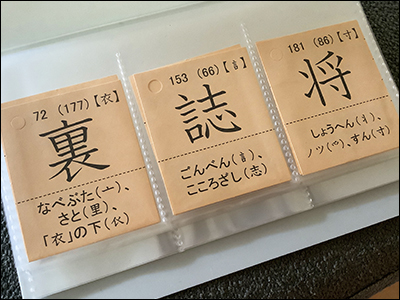 72 (177)【衣】
裏
なべぶた(亠)、
さと(里)、
「衣」の下(𧘇)
153 (66)【言】
誌
ごんべん(訁)、
こころざし(志)
181 (86)【寸】
将
しょうへん(丬)、
ノツ(⺤)、すん(寸)